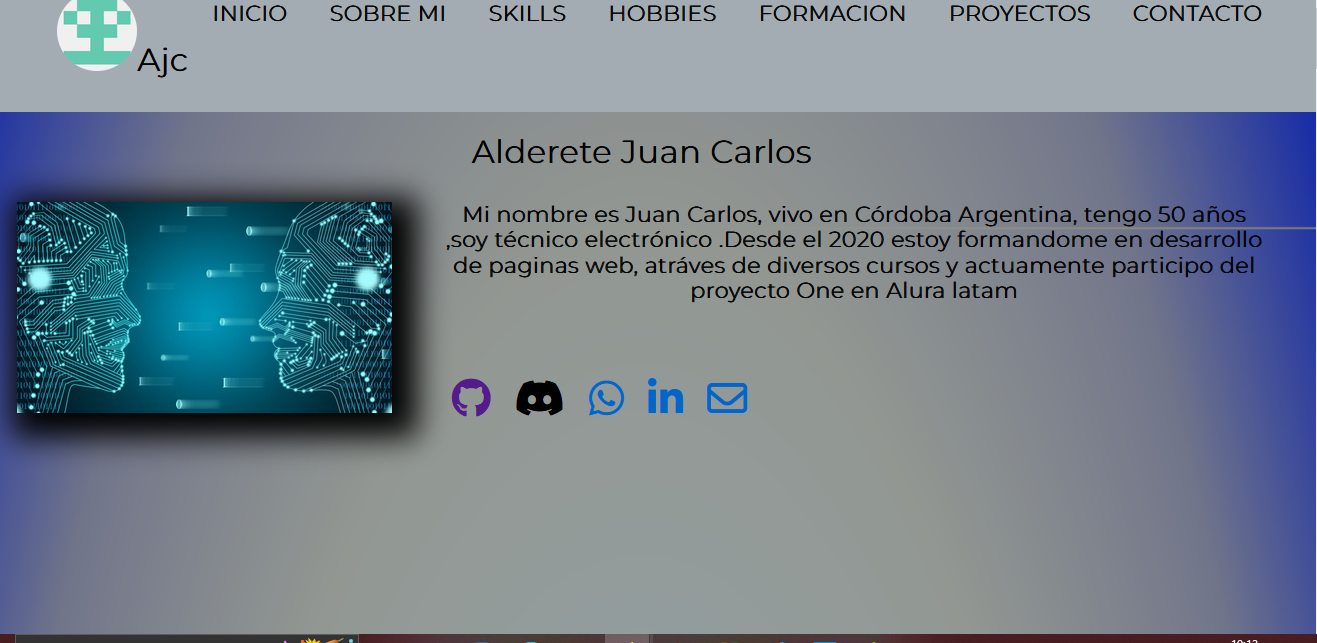 INICIO SOBRE MI SKILLS HOBBIES FORMACION PROYECTOS CONTACTO
Ajc
Alderete Juan Carlos
Mi nombre es Juan Carlos, vivo en Córdoba Argentina, tengo 50 años
,soy técnico electrónico .Desde el 2020 estoy formandome en desarrollo
de paginas web, atráves de diversos cursos y actuamente participo del
proyecto One en Alura latam
in